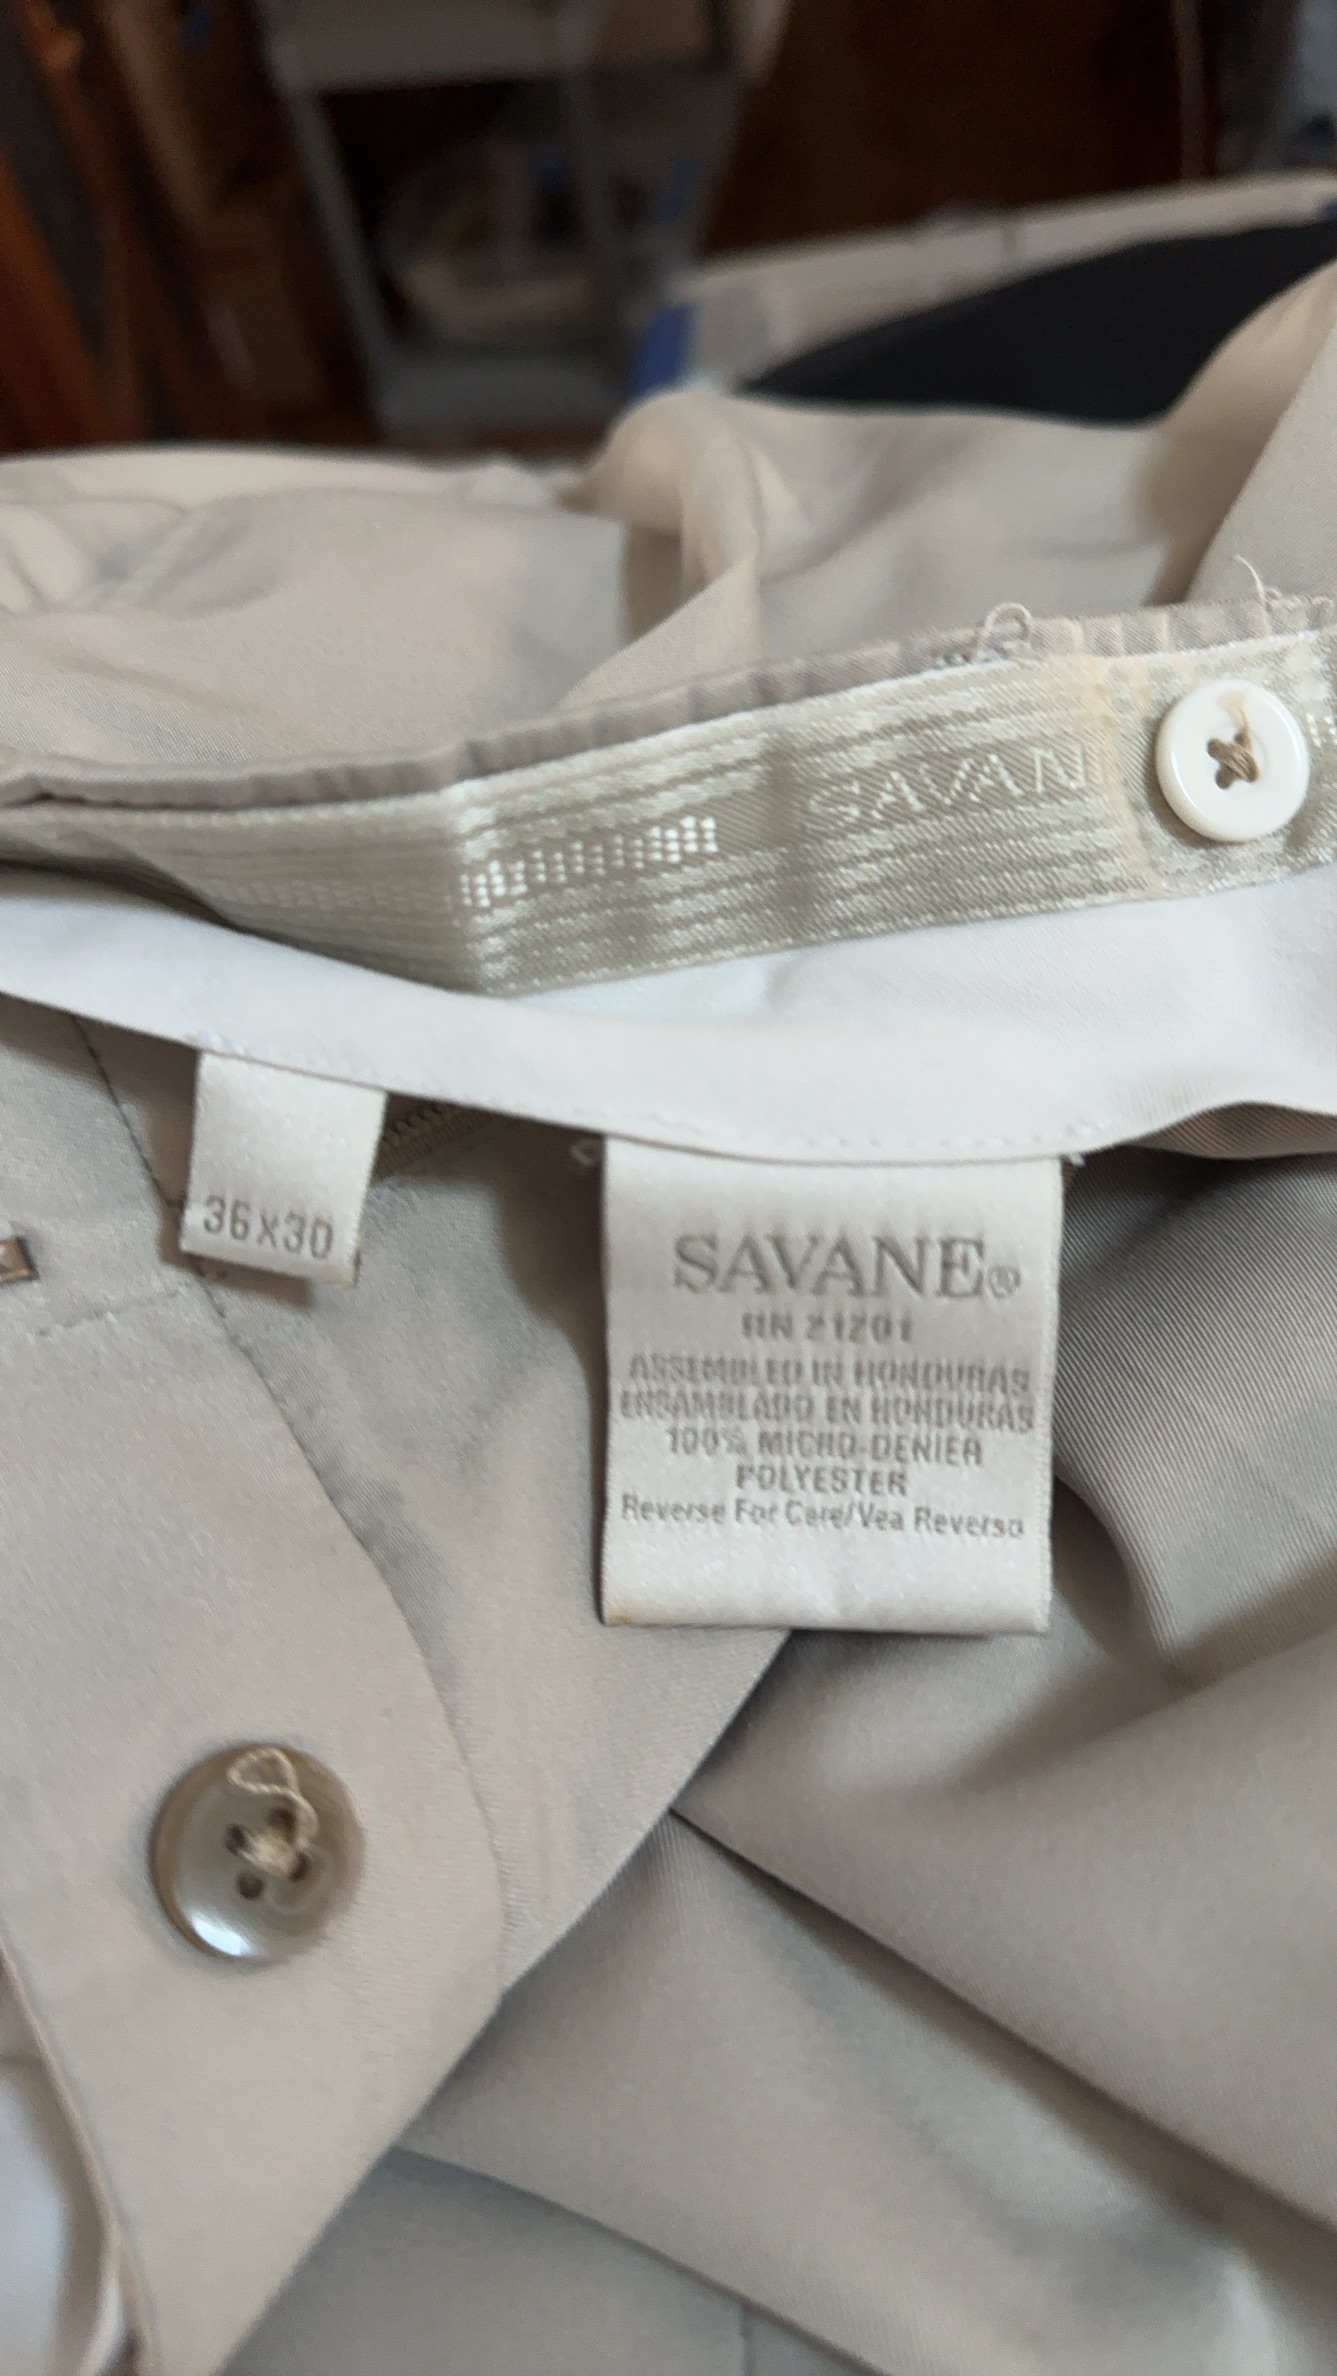 SAVAN
36x30
SAVANE®
RN 21201
ASSEMBLED IN HONDURAS
ENSAMBLADO EN HONDURAS
100% MICRO-DENIER
POLYESTER
Reverse For Care/Vea Reverso